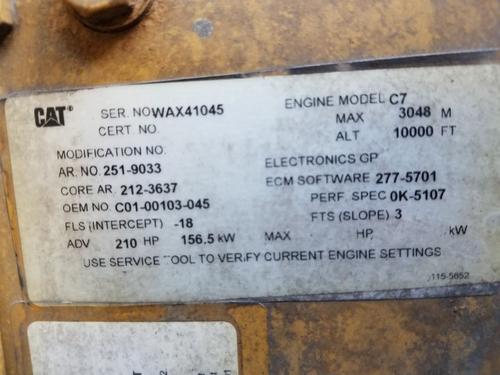 CAT®
SER. NO WAX41045
CERT. NO.
ENGINE MODEL C7
MAX 3048 M
ALT 10000 FT
MODIFICATION NO.
AR. NO. 251-9033
CORE AR. 212-3637
OEM NO. C01-00103-045
FLS (INTERCEPT) -18
ADV 210 HP 156.5 kW
ELECTRONICS GP
ECM SOFTWARE 277-5701
PERF. SPEC 0K-5107
FTS (SLOPE) 3
MAX HP, kW
USE SERVICE TOOL TO VERIFY CURRENT ENGINE SETTINGS
115-5652